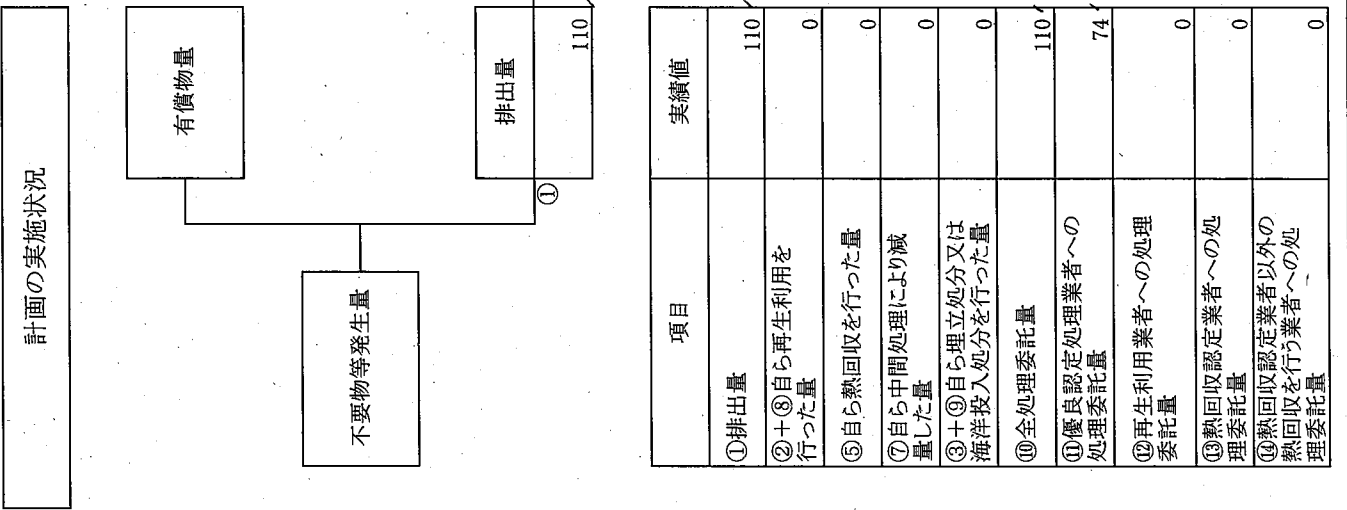 計画の実施状況
有償物量
不要物等発生量
排出量
①
110
項目
実績値
①排出量
110
②+⑧自ら再生利用を
行った量
0
⑤自ら熱回収を行った量
0
⑦自ら中間処理により減
量した量
0
③+⑨自ら埋立処分又は
海洋投入処分を行った量
0
⑩全処理委託量
110
⑪優良認定処理業者への
処理委託量
74
⑫再生利用業者への処理
委託量
0
⑬熱回収認定業者への処
理委託量
0
⑭熱回収認定業者以外の
熱回収を行う業者への処
理委託量
0